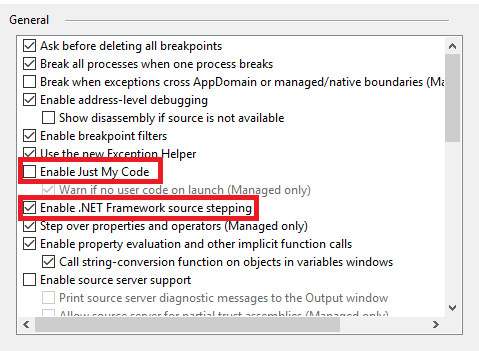 General
Ask before deleting all breakpoints
Break all processes when one process breaks
Break when exceptions cross AppDomain or managed/native boundaries (Ma
Enable address-level debugging
Show disassembly if source is not available
Enable breakpoint filters
Use the new Exception Helper
Enable Just My Code
Warn if no user code on launch (Managed only)
Enable .NET Framework source stepping
Step over properties and operators (Managed only)
Enable property evaluation and other implicit function calls
Call string-conversion function on objects in variables windows
Enable source server support
Print source server diagnostic messages to the Output window
Allow source server for partial trust assemblies (Managed only)